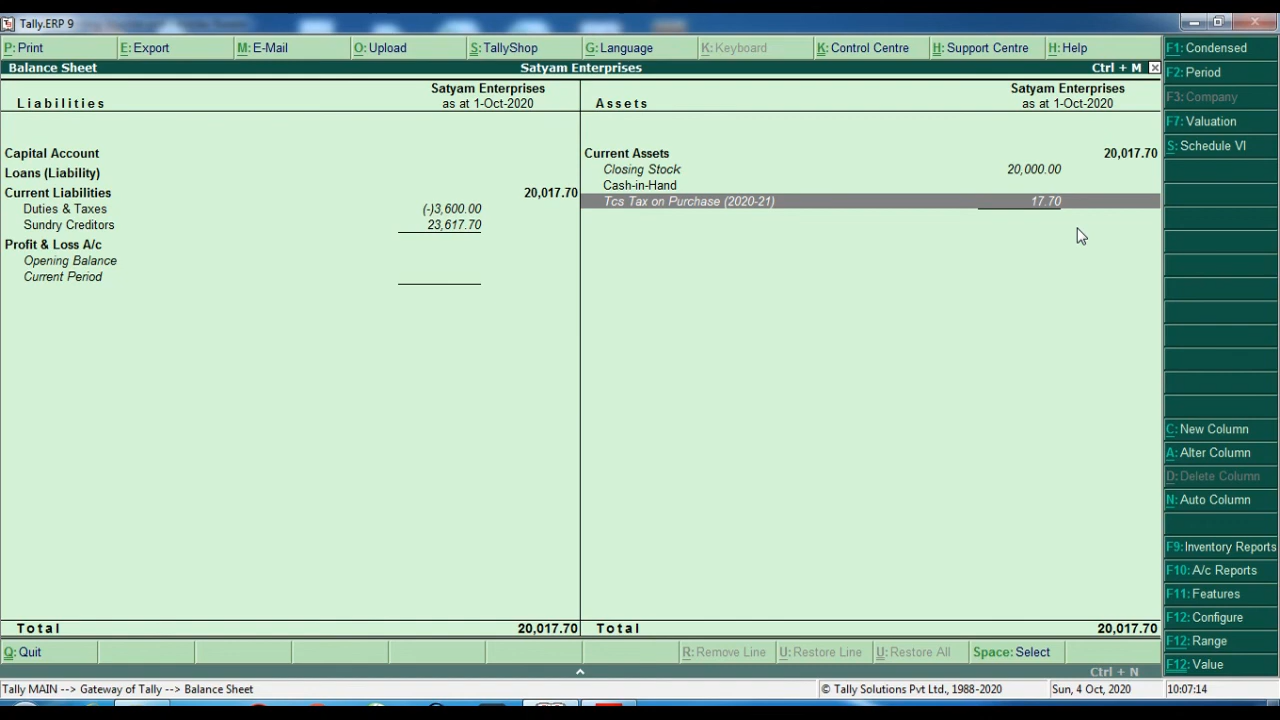 Tally.ERP 9
P: Print E: Export M: E-Mail O: Upload S: TallyShop G: Language K: Keyboard K: Control Centre H: Support Centre H: Help
Balance Sheet Satyam Enterprises Ctrl + M
Liabilities Satyam Enterprises as at 1-Oct-2020
Capital Account
Loans (Liability)
Current Liabilities 20,017.70
Duties & Taxes (-)3,600.00
Sundry Creditors 23,617.70
Profit & Loss A/c
Opening Balance
Current Period
Total 20,017.70
Assets Satyam Enterprises as at 1-Oct-2020
Current Assets 20,017.70
Closing Stock 20,000.00
Cash-in-Hand
Tcs Tax on Purchase (2020-21) 17.70
Total 20,017.70
F1: Condensed
F2: Period
F3: Company
F7: Valuation
S: Schedule VI
C: New Column
A: Alter Column
D: Delete Column
N: Auto Column
F9: Inventory Reports
F10: A/c Reports
F11: Features
F12: Configure
F12: Range
F12: Value
Q: Quit R: Remove Line U: Restore Line U: Restore All Space: Select
Ctrl + N
Tally MAIN --> Gateway of Tally --> Balance Sheet © Tally Solutions Pvt Ltd., 1988-2020 Sun, 4 Oct, 2020 10:07:14